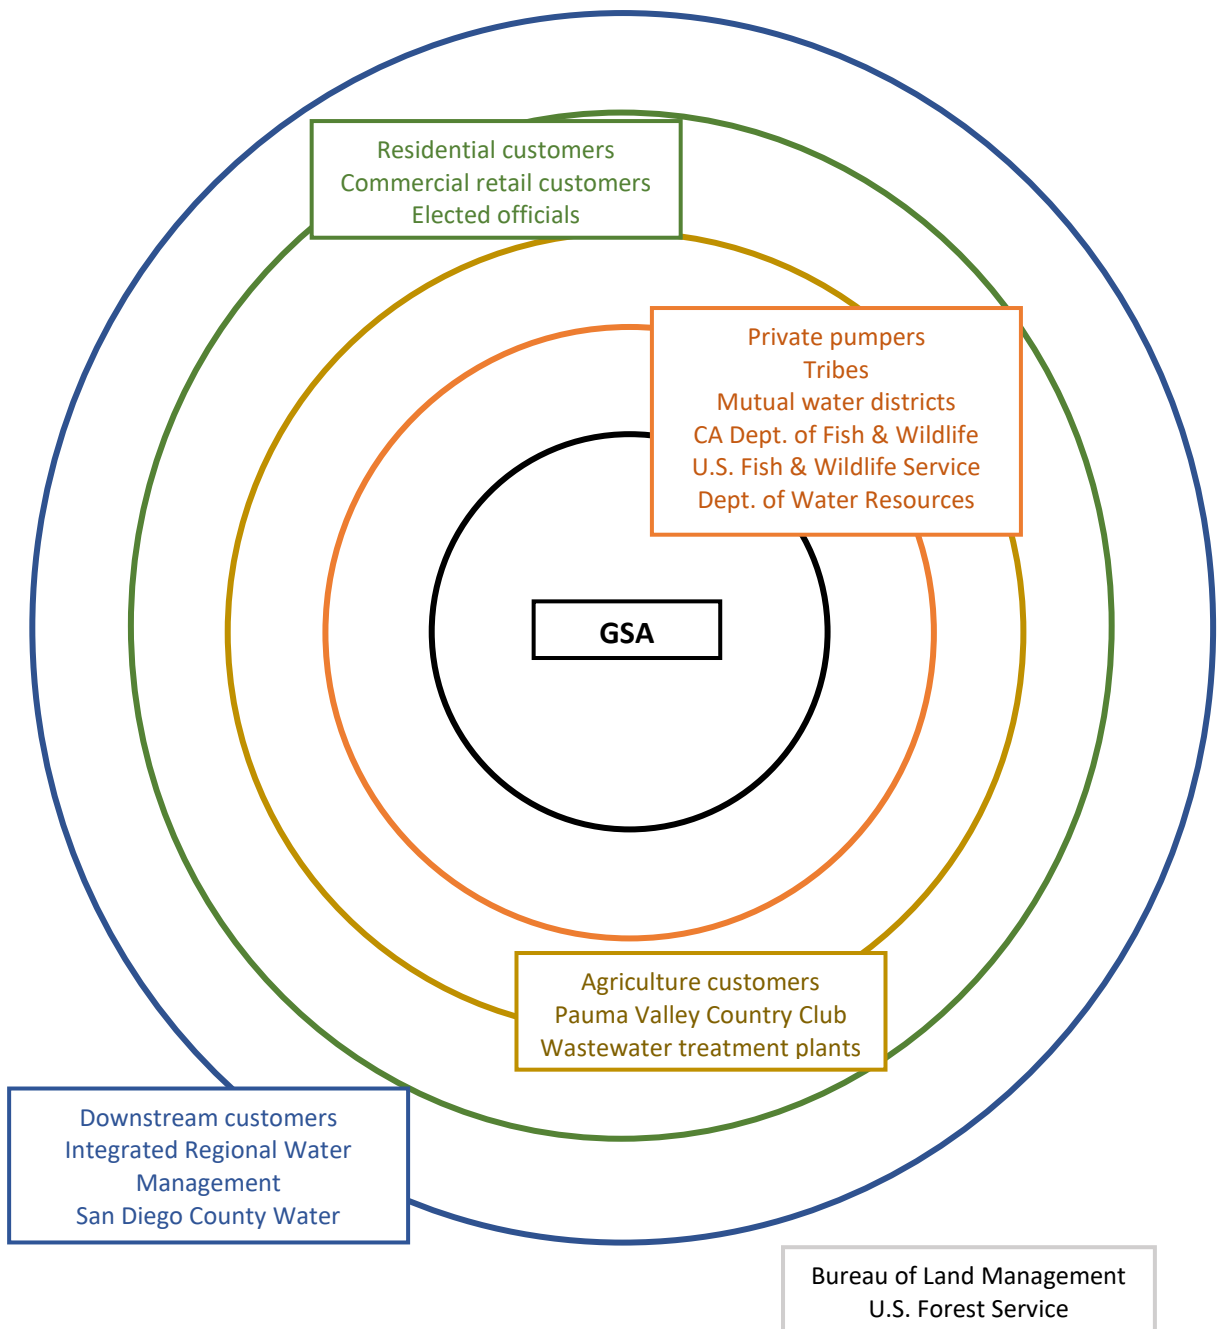 Residential customers
Commercial retail customers
Elected officials
Private pumpers
Tribes
Mutual water districts
CA Dept. of Fish & Wildlife
U.S. Fish & Wildlife Service
Dept. of Water Resources
GSA
Agriculture customers
Pauma Valley Country Club
Wastewater treatment plants
Downstream customers
Integrated Regional Water
Management
San Diego County Water
Bureau of Land Management
U.S. Forest Service